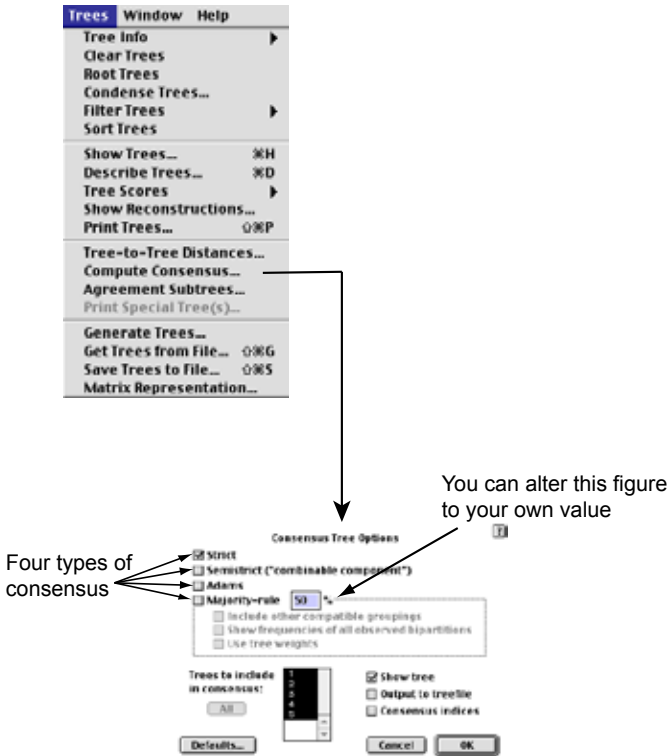 Trees Window Help
Tree Info
Clear Trees
Root Trees
Condense Trees...
Filter Trees
Sort Trees
Show Trees... ⌘H
Describe Trees... ⌘D
Tree Scores
Show Reconstructions...
Print Trees... ⇧⌘P
Tree-to-Tree Distances...
Compute Consensus...
Agreement Subtrees...
Print Special Tree(s)...
Generate Trees...
Get Trees from File... ⇧⌘G
Save Trees to File... ⇧⌘S
Matrix Representation...
You can alter this figure
to your own value
Consensus Tree Options
?
Four types of
consensus
Strict
Semistrict ("combinable component")
Adams
Majority-rule 50 %
Include other compatible groupings
Show frequencies of all observed bipartitions
Use tree weights
Trees to include
in consensus:
All
1
2
3
4
5
Show tree
Output to treefile
Consensus indices
Defaults...
Cancel
OK